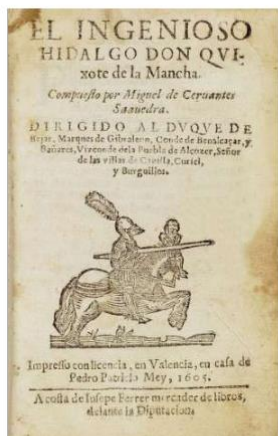 EL INGENIOSO
HIDALGO DON QVI-
xote de la Mancha.
Compuesto por Miguel de Ceruantes
Saauedra.
DIRIGIDO AL DVQVE DE
Bejar, Marques de Gibraleon, Conde de Benalcaçar, y
Bañares, Vizconde de la Puebla de Alcozer, Señor
de las villas de Capilla, Curiel,
y Burguillos.
Impresso con licencia, en Valencia, en casa de
Pedro Patricio Mey, 1605.
A costa de Iusepe Ferrer mercader de libros,
delante la Diputacion.